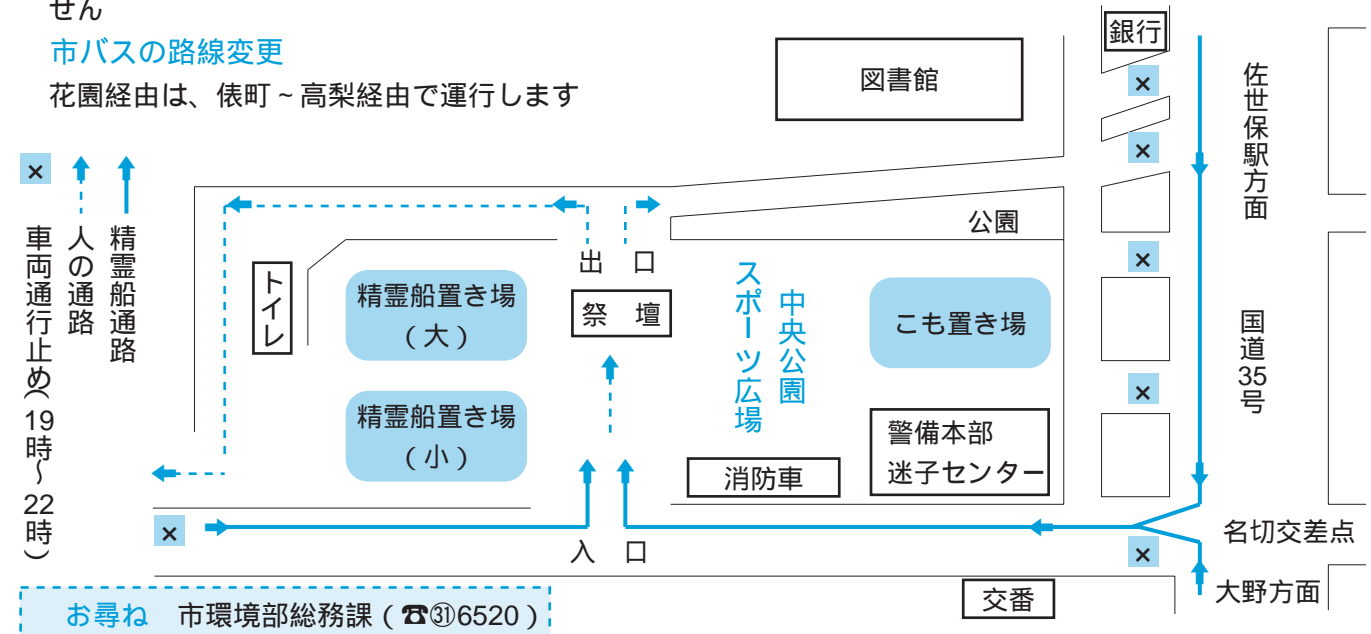 せん
市バスの路線変更
花園経由は、俵町~高梨経由で運行します
銀行
図書館
佐世保駅方面
×
×
×
精霊船通路
人の通路
車両通行止め(19時~22時)
公園
出 口
×
トイレ
精霊船置き場
(大)
祭 壇
中央公園
スポーツ広場
こも置き場
国道35号
×
精霊船置き場
(小)
警備本部
迷子センター
消防車
×
入 口
×
名切交差点
大野方面
交番
お尋ね 市環境部総務課(☎㉛6520)